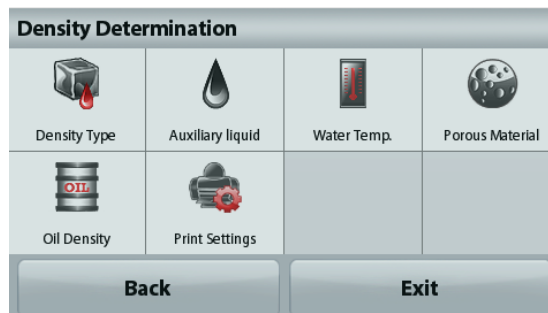 Density Determination
Density Type
Auxiliary liquid
Water Temp.
Porous Material
OIL
Oil Density
Print Settings
Back
Exit